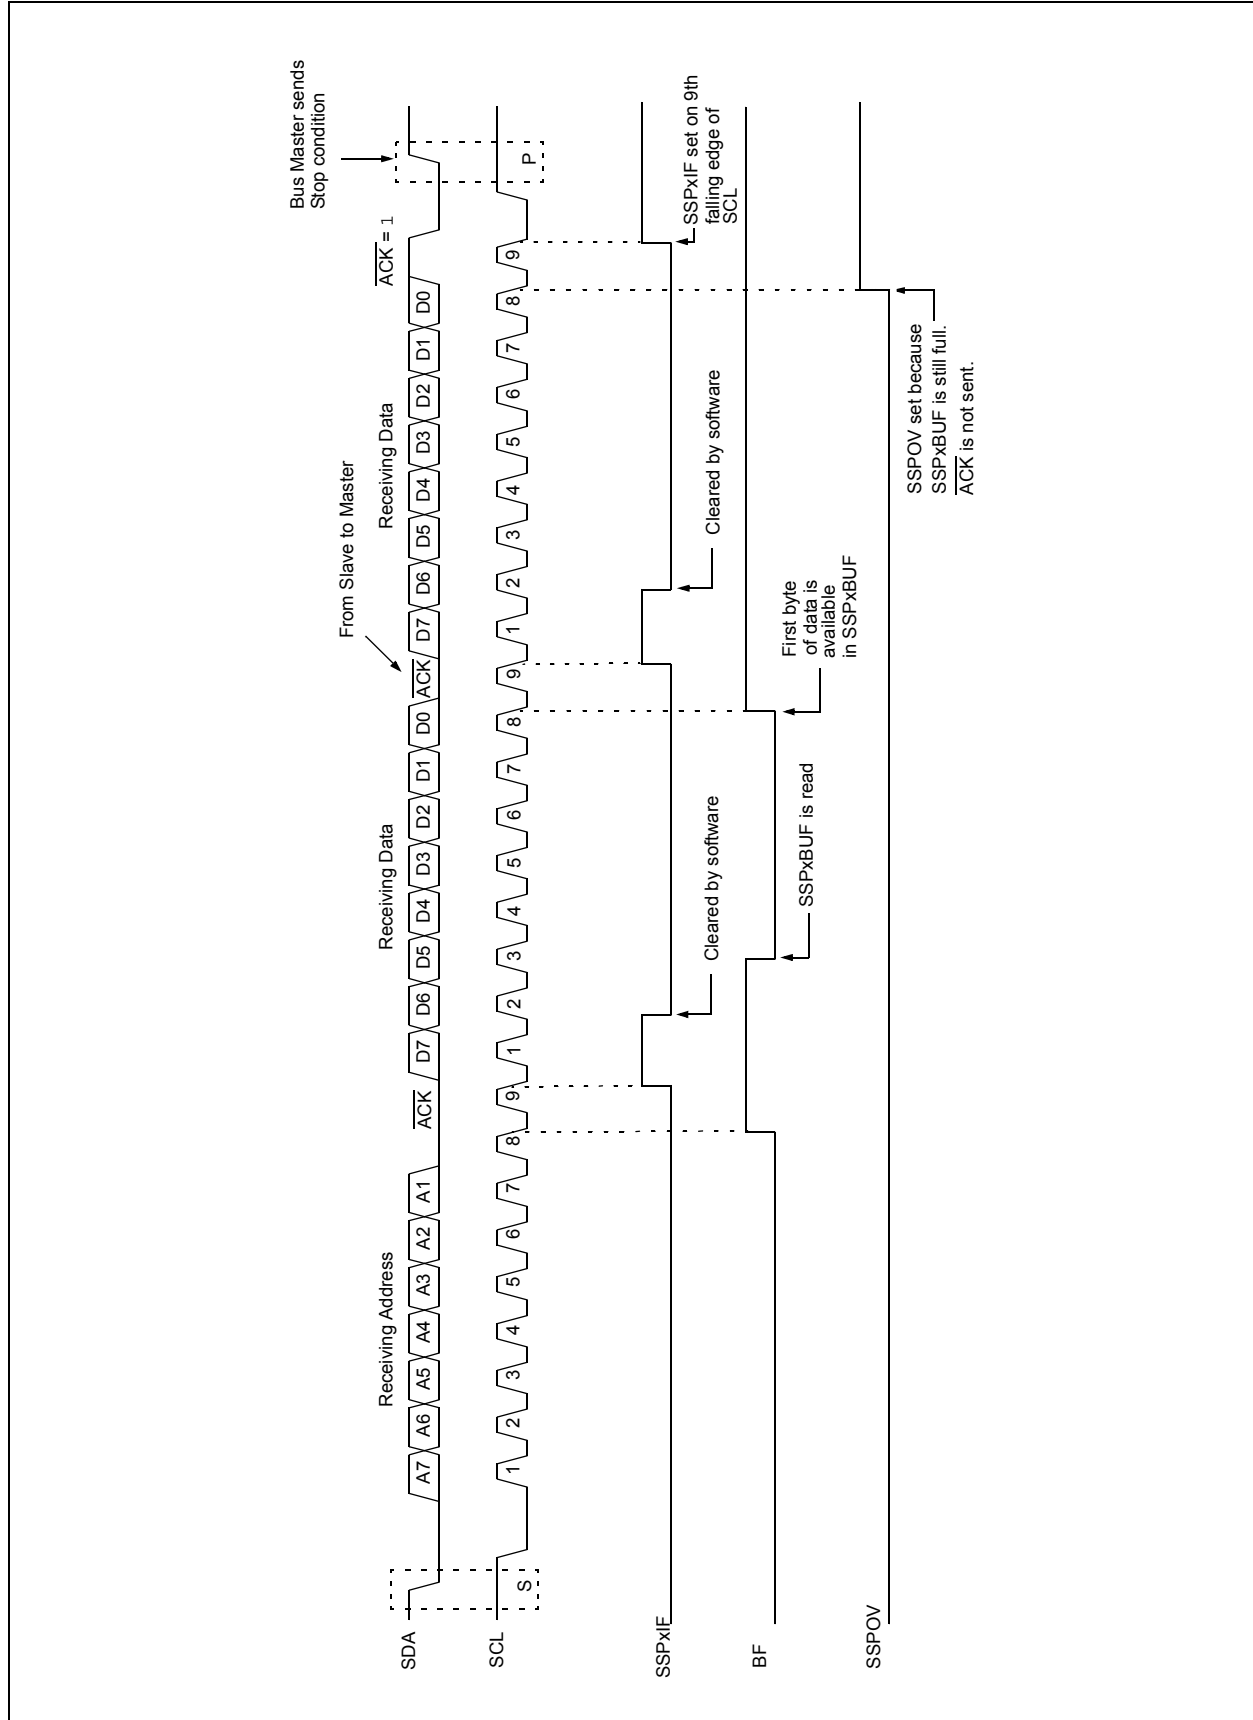 Bus Master sends
Stop condition
From Slave to Master
Receiving Address
Receiving Data
Receiving Data
A̅C̅K̅ = 1
SDA
A7 A6 A5 A4 A3 A2 A1 A̅C̅K̅ D7 D6 D5 D4 D3 D2 D1 D0 A̅C̅K̅ D7 D6 D5 D4 D3 D2 D1 D0
SCL
S 1 2 3 4 5 6 7 8 9 1 2 3 4 5 6 7 8 9 1 2 3 4 5 6 7 8 9 P
SSPxIF
Cleared by software
Cleared by software
SSPxIF set on 9th
falling edge of
SCL
BF
SSPxBUF is read
First byte
of data is
available
in SSPxBUF
SSPOV
SSPOV set because
SSPxBUF is still full.
A̅C̅K̅ is not sent.